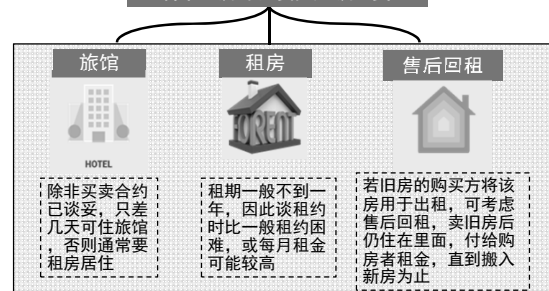 旅馆
租房
售后回租
HOTEL
FORENT
除非买卖合约
已谈妥，只差
几天可住旅馆
，否则通常要
租房居住
租期一般不到一
年，因此谈租约
时比一般租约困
难，或每月租金
可能较高
若旧房的购买方将该
房用于出租，可考虑
售后回租，卖旧房后
仍住在里面，付给购
房者租金，直到搬入
新房为止